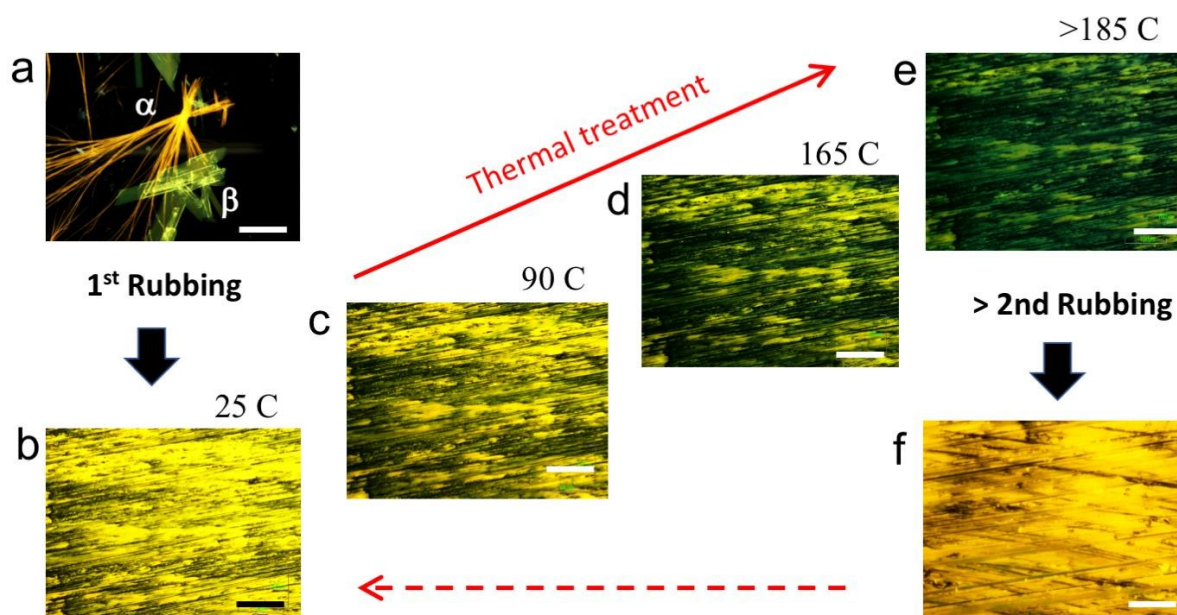 a
α
β
1st Rubbing
25 C
b
Thermal treatment
90 C
c
165 C
d
>185 C
e
> 2nd Rubbing
f